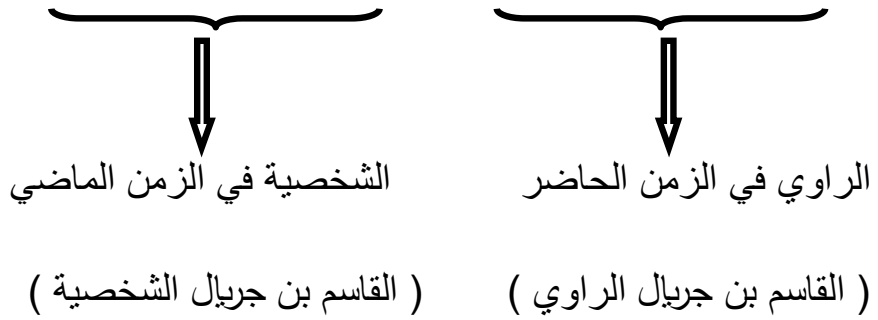 الراوي في الزمن الحاضر الشخصية في الزمن الماضي
( القاسم بن جريال الراوي ) ( القاسم بن جريال الشخصية )